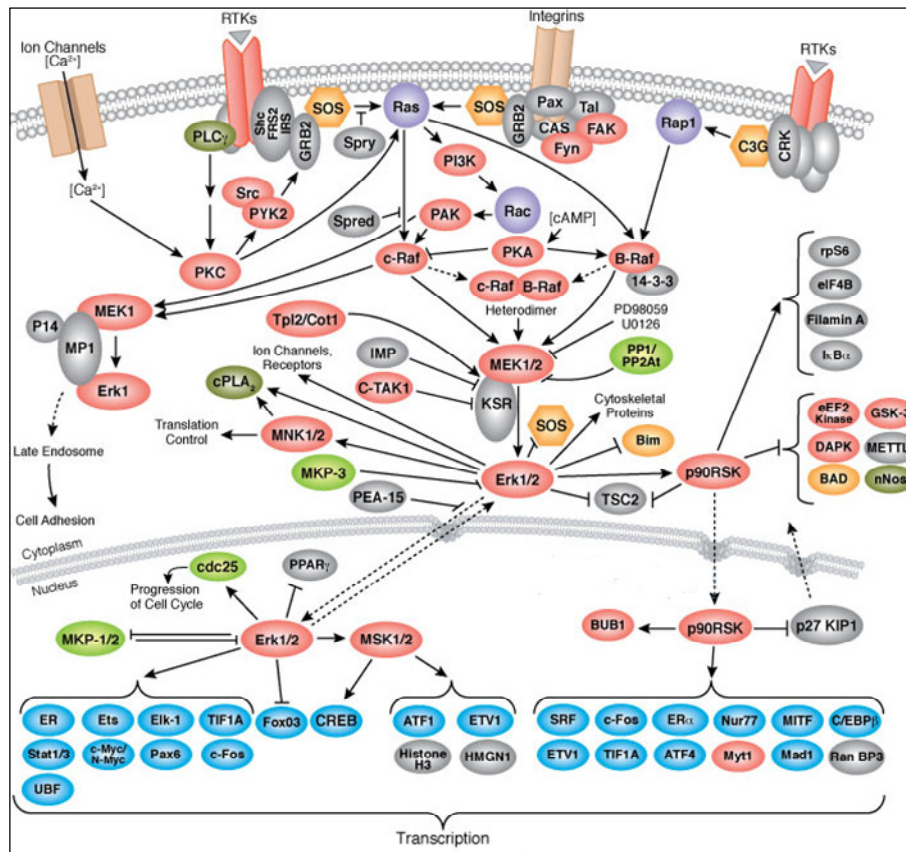 RTKs
Integrins
Ion Channels
[Ca2+]
RTKs
SOS
Ras
SOS
Pax
Tal
Shc
FRS2
IRS
GRB2
GRB2
CAS
FAK
Fyn
Rap1
C3G
CRK
PLCγ
Spry
PI3K
[Ca2+]
Src
PYK2
Spred
PAK
Rac
[cAMP]
PKC
c-Raf
PKA
B-Raf
14-3-3
rpS6
c-Raf
B-Raf
eIF4B
MEK1
Heterodimer
PD98059
U0126
Filamin A
P14
MP1
Tpl2/Cot1
IκBα
Ion Channels,
Receptors
IMP
MEK1/2
PP1/
PP2At
Erk1
cPLA2
C-TAK1
KSR
Cytoskeletal
Proteins
eEF2
Kinase
GSK-3
Translation
Control
MNK1/2
SOS
Bim
DAPK
METTL
Late Endosome
MKP-3
Erk1/2
p90RSK
BAD
nNos
PEA-15
TSC2
Cell Adhesion
Cytoplasm
Nucleus
cdc25
PPARγ
Progression
of Cell Cycle
MKP-1/2
Erk1/2
MSK1/2
BUB1
p90RSK
p27 KIP1
ER
Ets
Elk-1
TIF1A
Fox03
CREB
ATF1
ETV1
SRF
c-Fos
ERα
Nur77
MITF
C/EBPβ
Stat1/3
c-Myc/
N-Myc
Pax6
c-Fos
Histone
H3
HMGN1
ETV1
TIF1A
ATF4
Myt1
Mad1
Ran BP3
UBF
Transcription